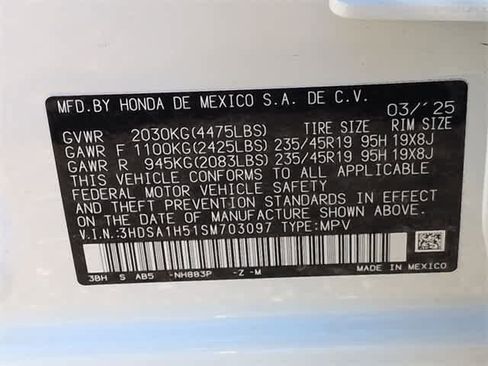 MFD.BY HONDA DE MEXICO S.A. DE C.V. 03/'25
GVWR 2030KG(4475LBS) TIRE SIZE RIM SIZE
GAWR F 1100KG(2425LBS) 235/45R19 95H 19X8J
GAWR R 945KG(2083LBS) 235/45R19 95H 19X8J
THIS VEHICLE CONFORMS TO ALL APPLICABLE
FEDERAL MOTOR VEHICLE SAFETY
AND THEFT PREVENTION STANDARDS IN EFFECT ON
THE DATE OF MANUFACTURE SHOWN ABOVE.
V.I.N.:3HDSA1H51SM703097 TYPE:MPV
3BH S AB5 -NH883P -Z -M
MADE IN MEXICO